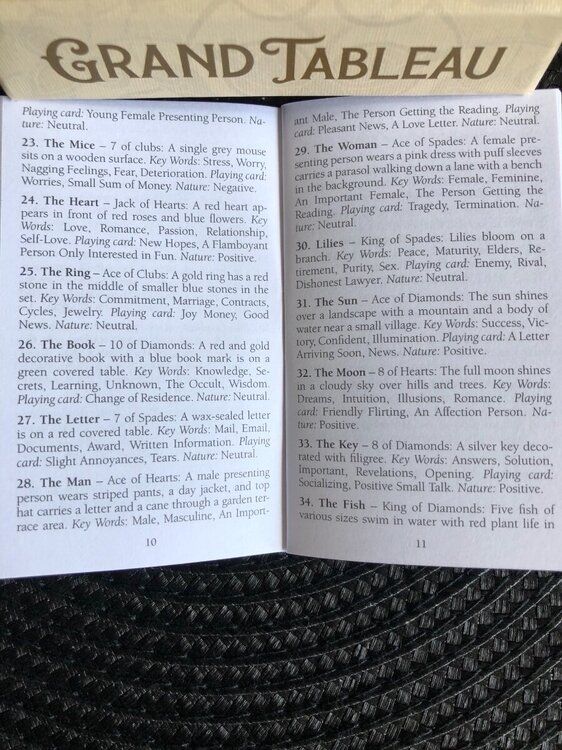 GRAND TABLEAU
Playing card: Young Female Presenting Person. Na-
ture: Neutral.
23. The Mice – 7 of clubs: A single grey mouse
sits on a wooden surface. Key Words: Stress, Worry,
Nagging Feelings, Fear, Deterioration. Playing card:
Worries, Small Sum of Money. Nature: Negative.
24. The Heart – Jack of Hearts: A red heart ap-
pears in front of red roses and blue flowers. Key
Words: Love, Romance, Passion, Relationship,
Self-Love. Playing card: New Hopes, A Flamboyant
Person Only Interested in Fun. Nature: Positive.
25. The Ring – Ace of Clubs: A gold ring has a red
stone in the middle of smaller blue stones in the
set. Key Words: Commitment, Marriage, Contracts,
Cycles, Jewelry. Playing card: Joy Money, Good
News. Nature: Neutral.
26. The Book – 10 of Diamonds: A red and gold
decorative book with a blue book mark is on a
green covered table. Key Words: Knowledge, Se-
crets, Learning, Unknown, The Occult, Wisdom.
Playing card: Change of Residence. Nature: Neutral.
27. The Letter – 7 of Spades: A wax-sealed letter
is on a red covered table. Key Words: Mail, Email,
Documents, Award, Written Information. Playing
card: Slight Annoyances, Tears. Nature: Neutral.
28. The Man – Ace of Hearts: A male presenting
person wears striped pants, a day jacket, and top
hat carries a letter and a cane through a garden ter-
race area. Key Words: Male, Masculine, An Import-
10
ant Male, The Person Getting the Reading. Playing
card: Pleasant News, A Love Letter. Nature: Neutral.
29. The Woman – Ace of Spades: A female pre-
senting person wears a pink dress with puff sleeves
carries a parasol walking down a lane with a bench
in the background. Key Words: Female, Feminine,
An Important Female, The Person Getting the
Reading. Playing card: Tragedy, Termination. Na-
ture: Neutral.
30. Lilies – King of Spades: Lilies bloom on a
branch. Key Words: Peace, Maturity, Elders, Re-
tirement, Purity, Sex. Playing card: Enemy, Rival,
Dishonest Lawyer. Nature: Neutral.
31. The Sun – Ace of Diamonds: The sun shines
over a landscape with a mountain and a body of
water near a small village. Key Words: Success, Vic-
tory, Confident, Illumination. Playing card: A Letter
Arriving Soon, News. Nature: Positive.
32. The Moon – 8 of Hearts: The full moon shines
in a cloudy sky over hills and trees. Key Words:
Dreams, Intuition, Illusions, Romance. Playing
card: Friendly Flirting, An Affection Person. Na-
ture: Positive.
33. The Key – 8 of Diamonds: A silver key deco-
rated with filigree. Key Words: Answers, Solution,
Important, Revelations, Opening. Playing card:
Socializing, Positive Small Talk. Nature: Positive.
34. The Fish – King of Diamonds: Five fish of
various sizes swim in water with red plant life in
11